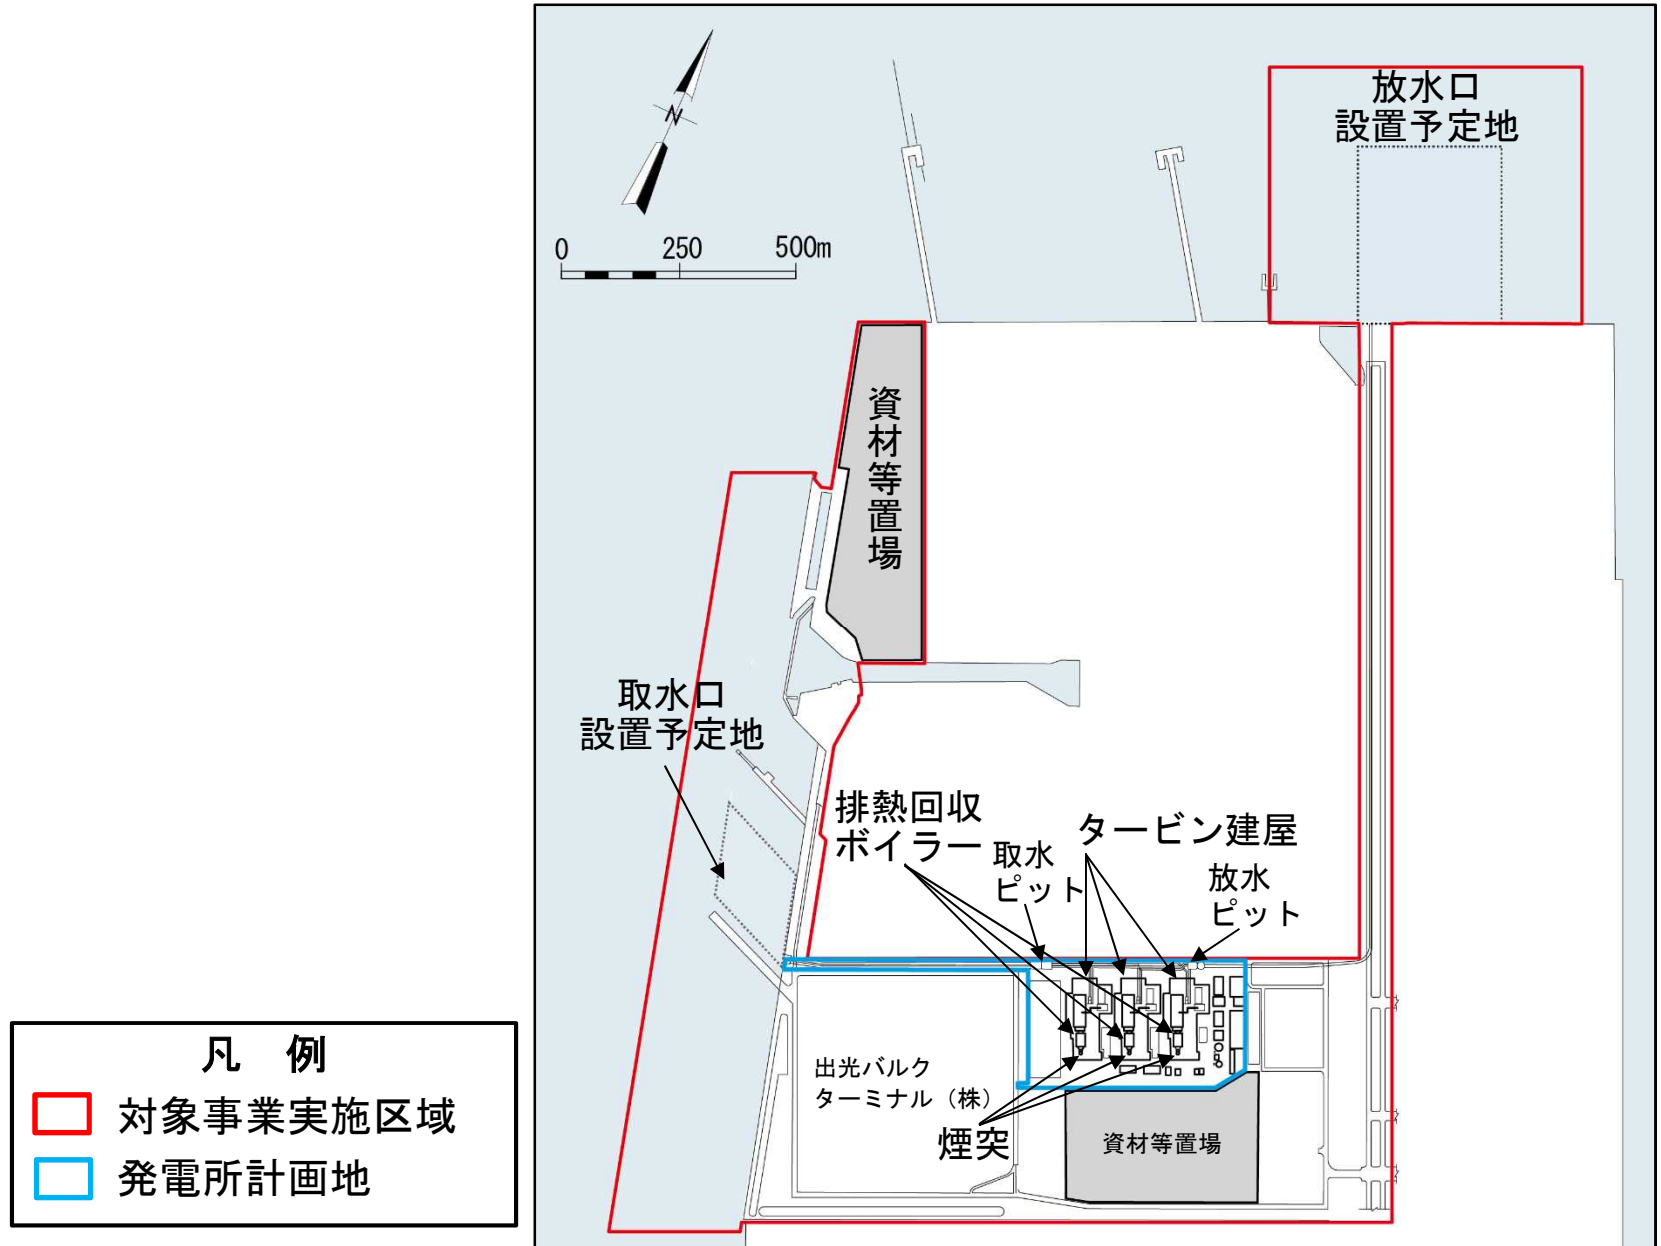 N
0 250 500m
放水口
設置予定地
資材等置場
取水口
設置予定地
排熱回収
ボイラー
取水
ピット
タービン建屋
放水
ピット
出光バルク
ターミナル（株）
煙突
資材等置場
凡 例
対象事業実施区域
発電所計画地